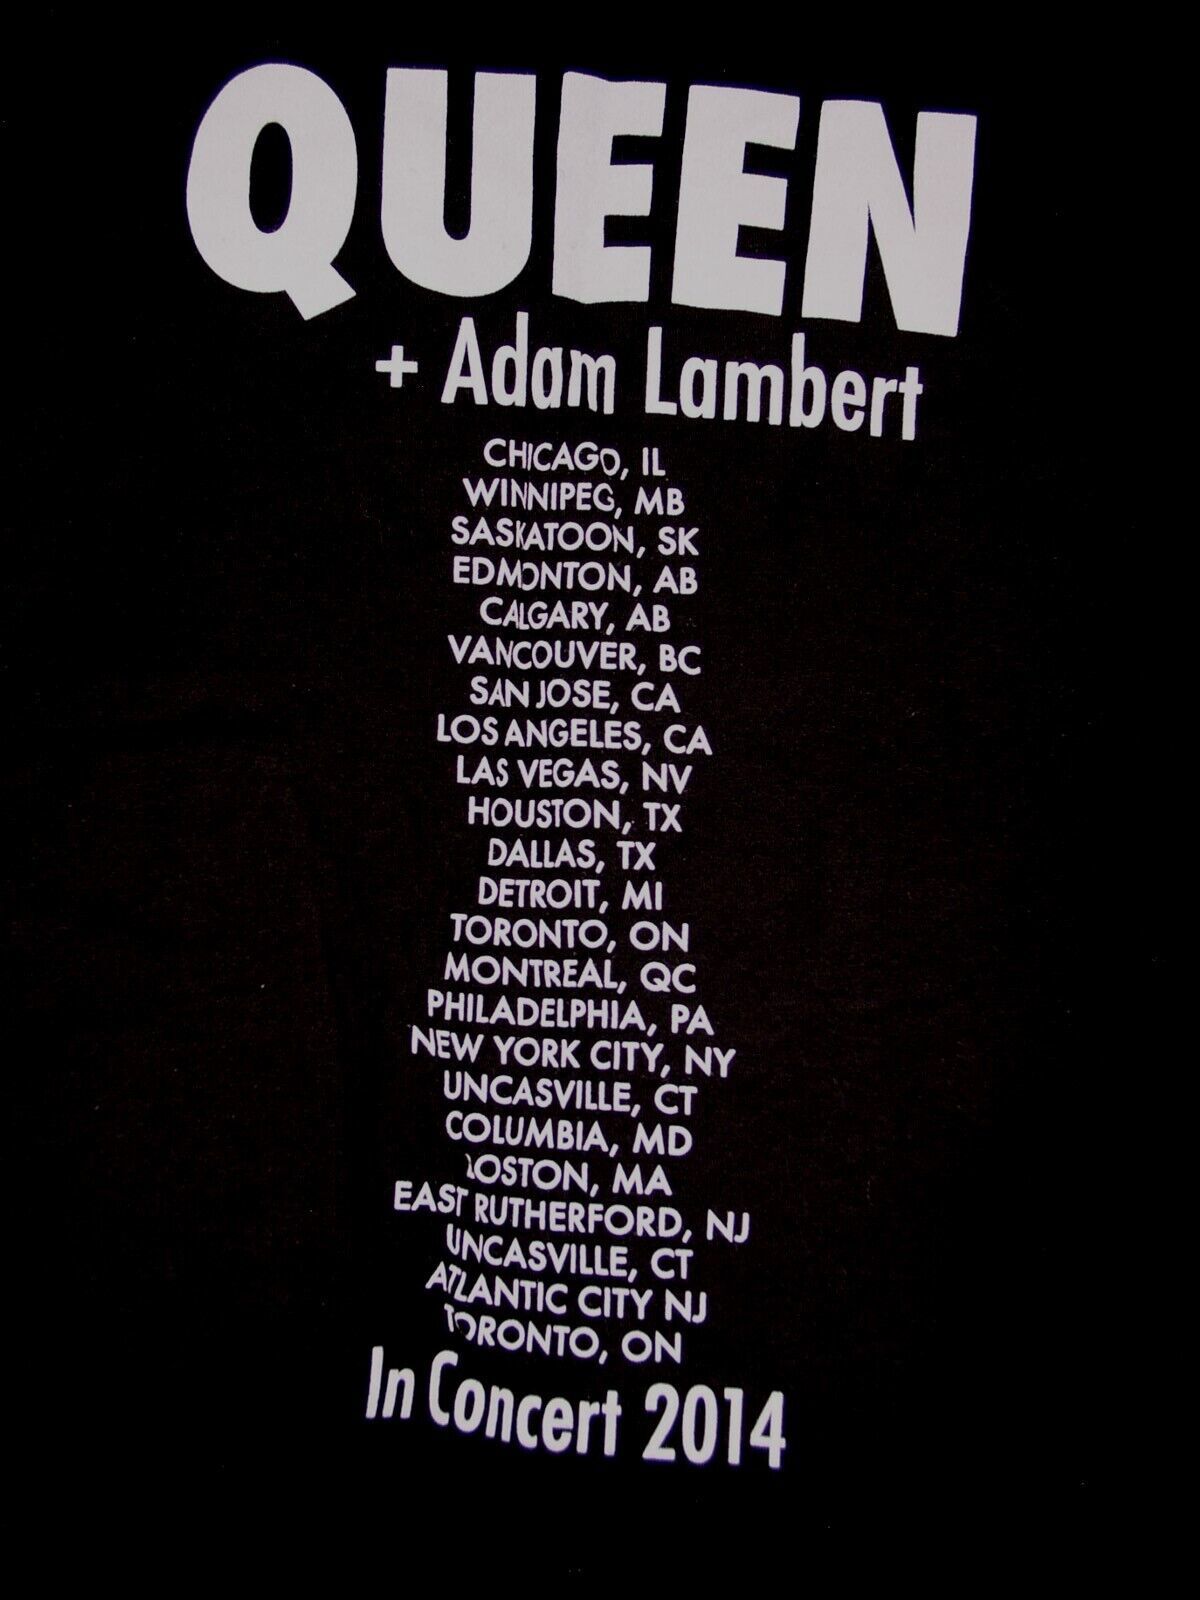 QUEEN
+ Adam Lambert
CHICAGO, IL
WINNIPEG, MB
SASKATOON, SK
EDMONTON, AB
CALGARY, AB
VANCOUVER, BC
SAN JOSE, CA
LOS ANGELES, CA
LAS VEGAS, NV
HOUSTON, TX
DALLAS, TX
DETROIT, MI
TORONTO, ON
MONTREAL, QC
PHILADELPHIA, PA
NEW YORK CITY, NY
UNCASVILLE, CT
COLUMBIA, MD
BOSTON, MA
EAST RUTHERFORD, NJ
UNCASVILLE, CT
ATLANTIC CITY NJ
TORONTO, ON
In Concert 2014